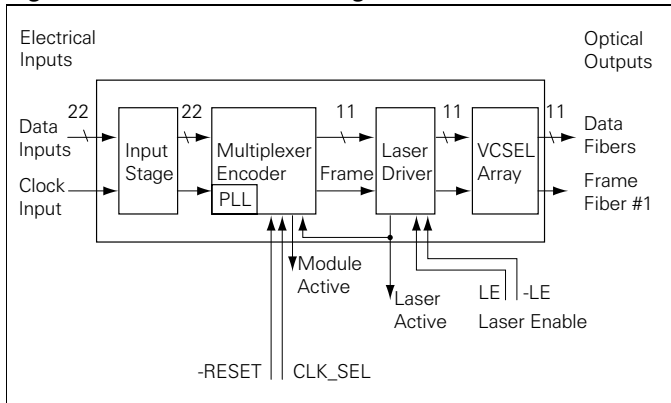 Electrical
Inputs
Optical
Outputs
22
22
11
11
11
Data
Inputs
Input
Stage
Multiplexer
Encoder
Laser
Driver
VCSEL
Array
Data
Fibers
Clock
Input
PLL
Frame
Frame
Fiber #1
Module
Active
Laser
Active
LE
-LE
Laser Enable
-RESET
CLK_SEL